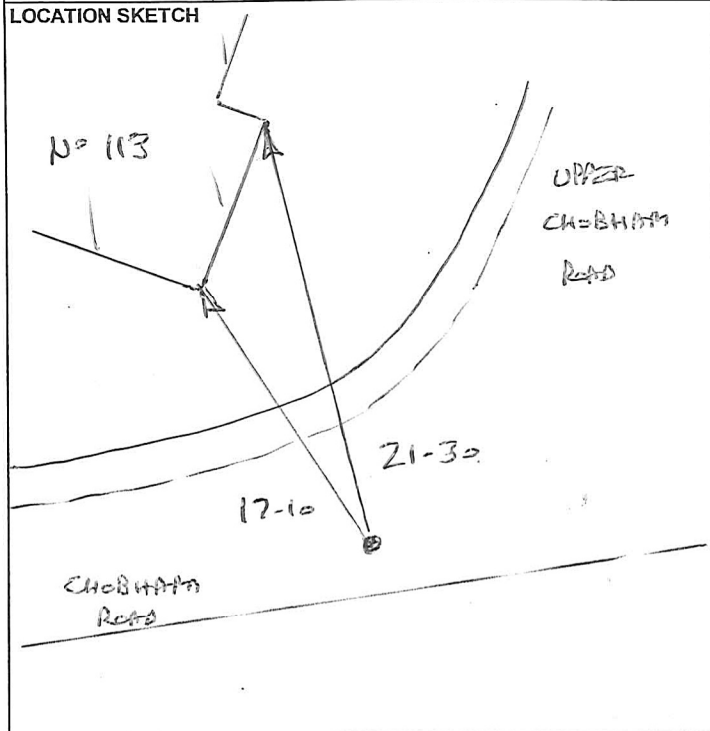 LOCATION SKETCH
No 113
UPPER
CHOBHAM
ROAD
21-30
17-10
CHOBHAM
ROAD